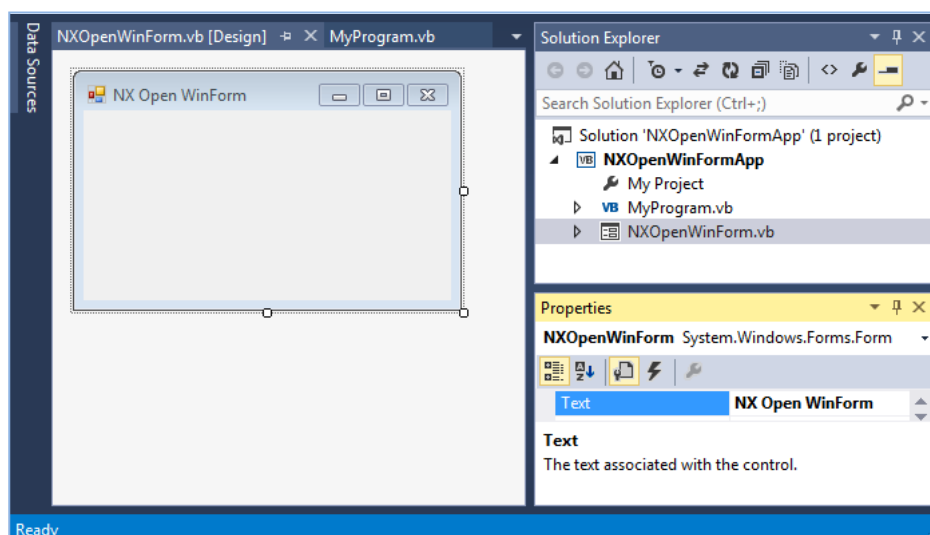 Data Sources
NXOpenWinForm.vb [Design] MyProgram.vb
NX Open WinForm
Solution Explorer
Search Solution Explorer (Ctrl+;)
Solution 'NXOpenWinFormApp' (1 project)
VB NXOpenWinFormApp
My Project
VB MyProgram.vb
NXOpenWinForm.vb
Properties
NXOpenWinForm System.Windows.Forms.Form
Text NX Open WinForm
Text
The text associated with the control.
Ready